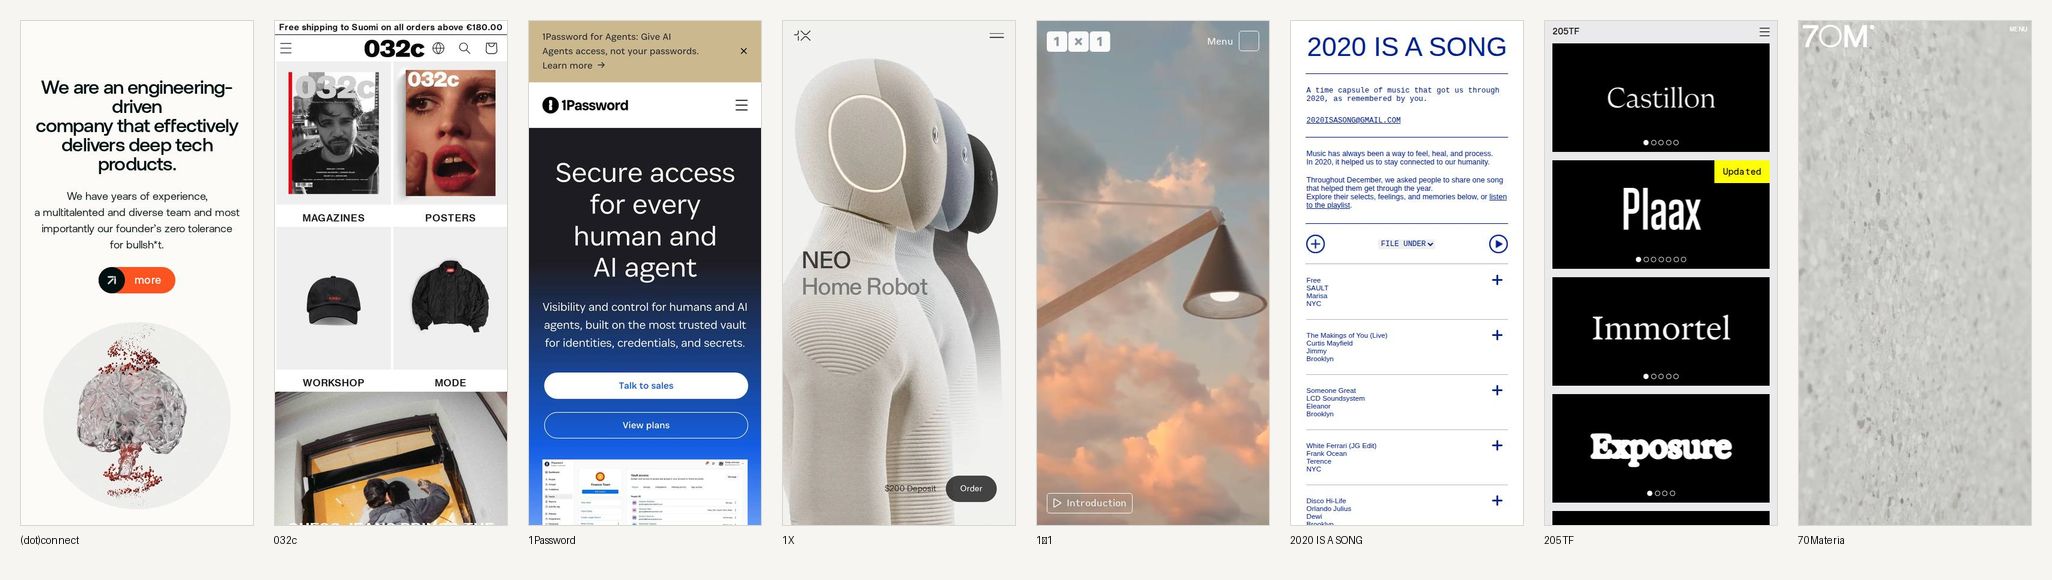 We are an engineering-
driven
company that effectively
delivers deep tech
products.
We have years of experience,
a multitalented and diverse team and most
importantly our founder's zero tolerance
for bullsh*t.
more
(dot)connect
Free shipping to Suomi on all orders above €180.00
032c
032c
032c
MAGAZINES
POSTERS
WORKSHOP
MODE
032c
1Password for Agents: Give AI
Agents access, not your passwords.
Learn more →
1Password
Secure access
for every
human and
AI agent
Visibility and control for humans and AI
agents, built on the most trusted vault
for identities, credentials, and secrets.
Talk to sales
View plans
1Password
1X
NEO
Home Robot
$200 Deposit
Order
1X
1 × 1
Menu
Introduction
2020 IS A SONG
A time capsule of music that got us through
2020, as remembered by you.
2020ISASONG@GMAIL.COM
Music has always been a way to feel, heal, and process.
In 2020, it helped us to stay connected to our humanity.
Throughout December, we asked people to share one song
that helped them get through the year.
Explore their selects, feelings, and memories below, or listen
to the playlist.
FILE UNDER
Free
SAULT
Marisa
NYC
The Makings of You (Live)
Curtis Mayfield
Jimmy
Brooklyn
Someone Great
LCD Soundsystem
Eleanor
Brooklyn
White Ferrari (JG Edit)
Frank Ocean
Terence
NYC
Disco Hi-Life
Orlando Julius
Dewi
Brooklyn
2020 IS A SONG
205TF
Castillon
Updated
Plaax
Immortel
Exposure
205TF
70M
MENU
70Materia